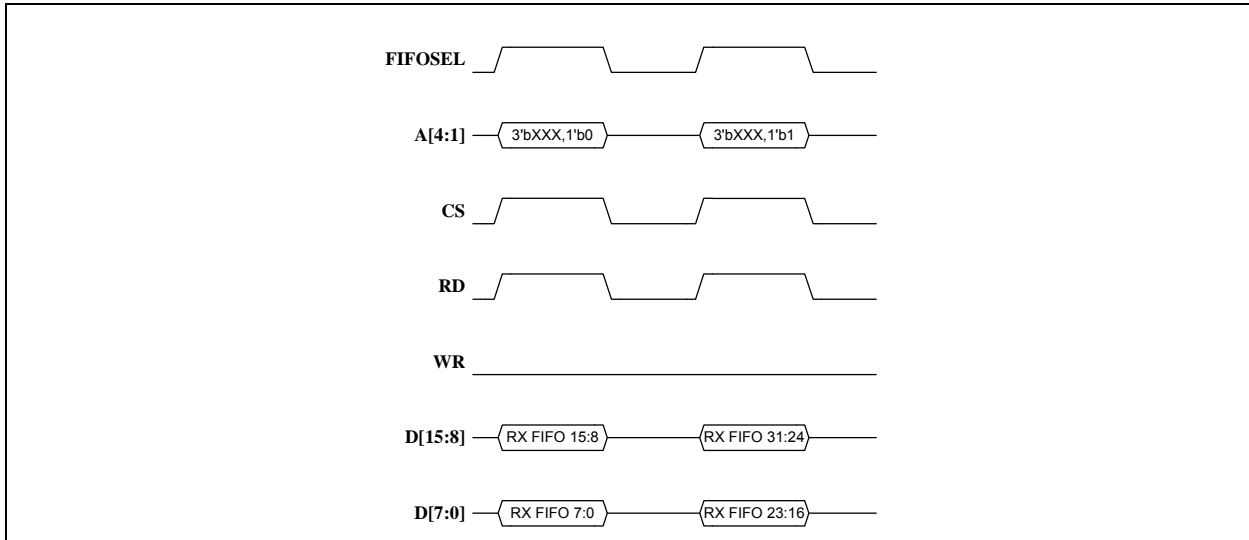 FIFOSEL
A[4:1] 3'bXXX,1'b0 3'bXXX,1'b1
CS
RD
WR
D[15:8] RX FIFO 15:8 RX FIFO 31:24
D[7:0] RX FIFO 7:0 RX FIFO 23:16